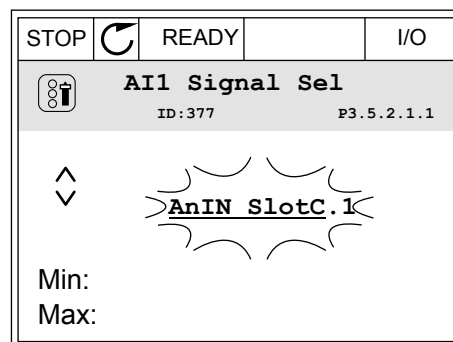 STOP READY I/O
AI1 Signal Sel
ID:377 P3.5.2.1.1
AnIN SlotC.1
Min:
Max: